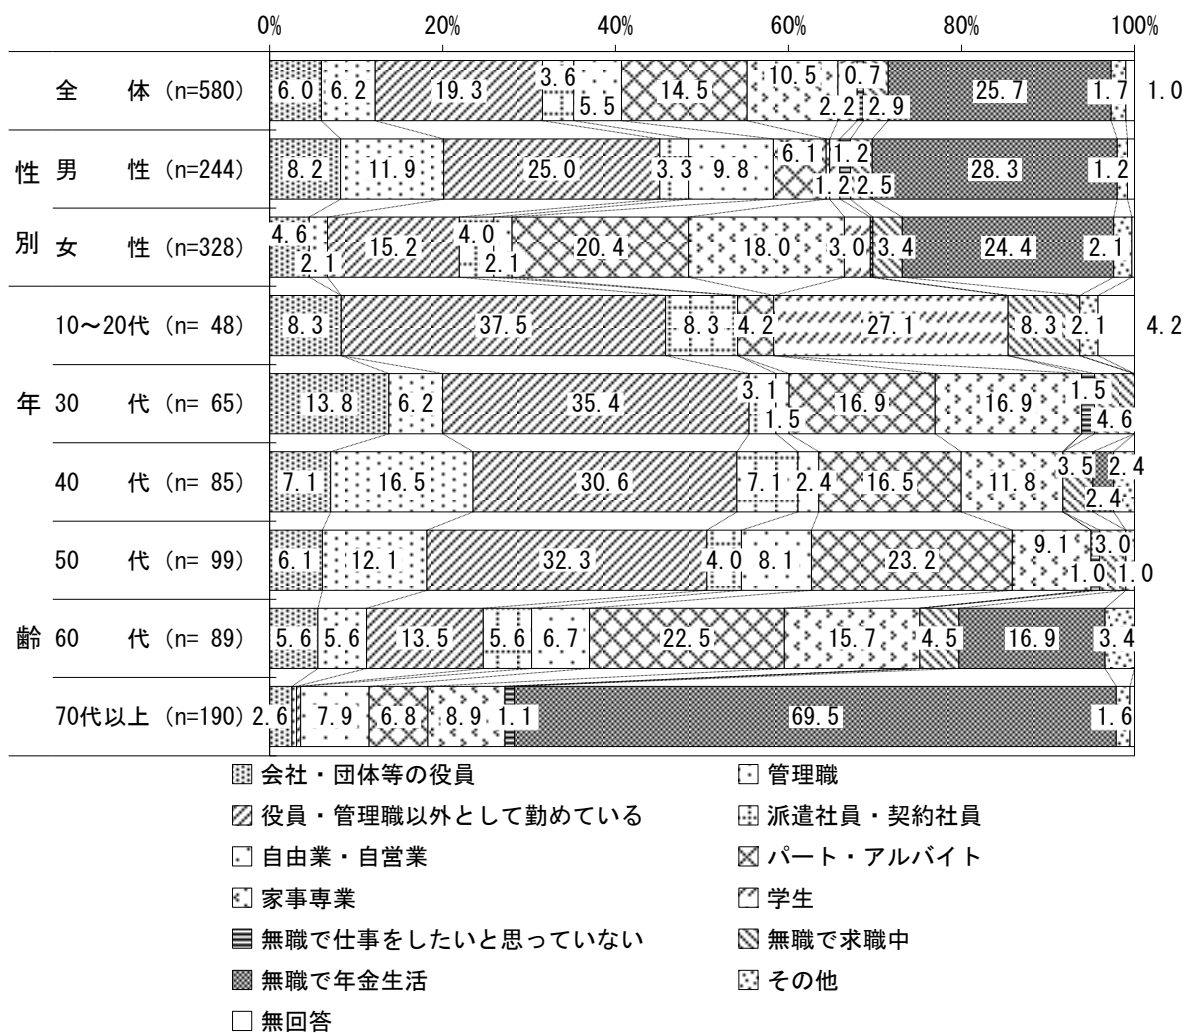 0% 20% 40% 60% 80% 100%
全 体 (n=580) 6.0 6.2 19.3 3.6 5.5 14.5 10.5 2.2 0.7 2.9 25.7 1.7 1.0
性別
男 性 (n=244) 8.2 11.9 25.0 3.3 9.8 6.1 1.2 1.2 2.5 28.3 1.2
女 性 (n=328) 4.6 2.1 15.2 4.0 2.1 20.4 18.0 3.0 3.4 24.4 2.1
年齢
10～20代 (n= 48) 8.3 37.5 8.3 4.2 27.1 8.3 2.1 4.2
30 代 (n= 65) 13.8 6.2 35.4 3.1 1.5 16.9 16.9 1.5 4.6
40 代 (n= 85) 7.1 16.5 30.6 7.1 2.4 16.5 11.8 3.5 2.4 2.4
50 代 (n= 99) 6.1 12.1 32.3 4.0 8.1 23.2 9.1 1.0 3.0 1.0
60 代 (n= 89) 5.6 5.6 13.5 5.6 6.7 22.5 15.7 4.5 16.9 3.4
70代以上 (n=190) 2.6 7.9 6.8 8.9 1.1 69.5 1.6
会社・団体等の役員 管理職
役員・管理職以外として勤めている 派遣社員・契約社員
自由業・自営業 パート・アルバイト
家事専業 学生
無職で仕事をしたいと思っていない 無職で求職中
無職で年金生活 その他
無回答